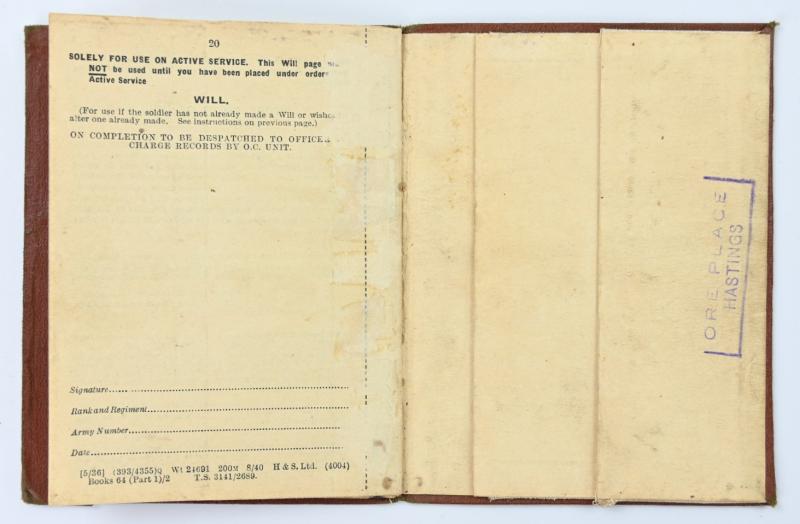 20
SOLELY FOR USE ON ACTIVE SERVICE. This Will page
NOT be used until you have been placed under order
Active Service
WILL.
(For use if the soldier has not already made a Will or wishe
alter one already made. See instructions on previous page.)
ON COMPLETION TO BE DESPATCHED TO OFFICE
CHARGE RECORDS BY O.C. UNIT.
Signature
Rank and Regiment
Army Number
Date
[5/36] (393/4355)Q Wt 24691 200M 8/40 H & S. Ltd. (4004)
Books 64 (Part 1)/2 T.S. 3141/2689.
ORE PLACE
HASTINGS